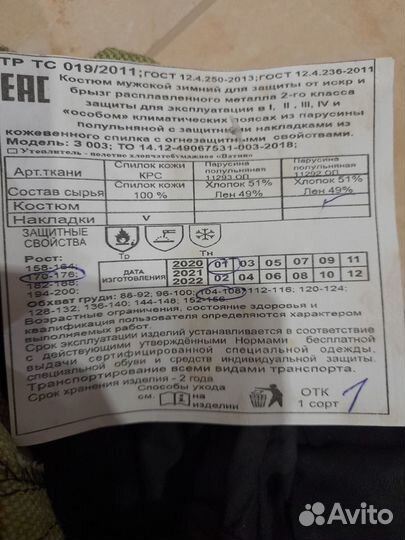 ТР ТС 019/2011; ГОСТ 12.4.250-2013; ГОСТ 12.4.236-2011
ЕАС
Костюм мужской зимний для защиты от искр и
брызг расплавленного металла 2-го класса
защиты для эксплуатации в I, II, III, IV и
«особом» климатических поясах из парусины
полульняной с защитными накладками из
кожевенного спилка с огнезащитными свойствами.
Модель: З 003; ТО 14.12-49067531-003-2018;
Утеплитель - полотно хлопчатобумажное «Ватин»
Арт.ткани Спилок кожи КРС Парусина полульняная 11293 ОП Парусина полульняная 11292 ОП
Состав сырья Спилок кожи 100 % Хлопок 51% Лен 49% Хлопок 51% Лен 49%
Костюм
Накладки V
ЗАЩИТНЫЕ СВОЙСТВА
Тр Тн
Рост:
158-164;
170-176;
182-188;
194-200;
ДАТА ИЗГОТОВЛЕНИЯ
2020 01 03 05 07 09 11
2021
2022 02 04 06 08 10 12
Обхват груди: 86-92; 96-100; 104-108; 112-116; 120-124;
128-132; 136-140; 144-148; 152-156.
Возрастные ограничения, состояние здоровья и
квалификация пользователя определяются характером
выполняемых работ.
Срок эксплуатации изделий устанавливается в соответствие
с действующими утверждёнными Нормами бесплатной
выдачи сертифицированной специальной одежды,
специальной обуви и средств индивидуальной защиты.
Транспортирование всеми видами транспорта.
Срок хранения изделия - 2 года
Способы ухода
см. на
изделии
ОТК
1 сорт
1
Avito